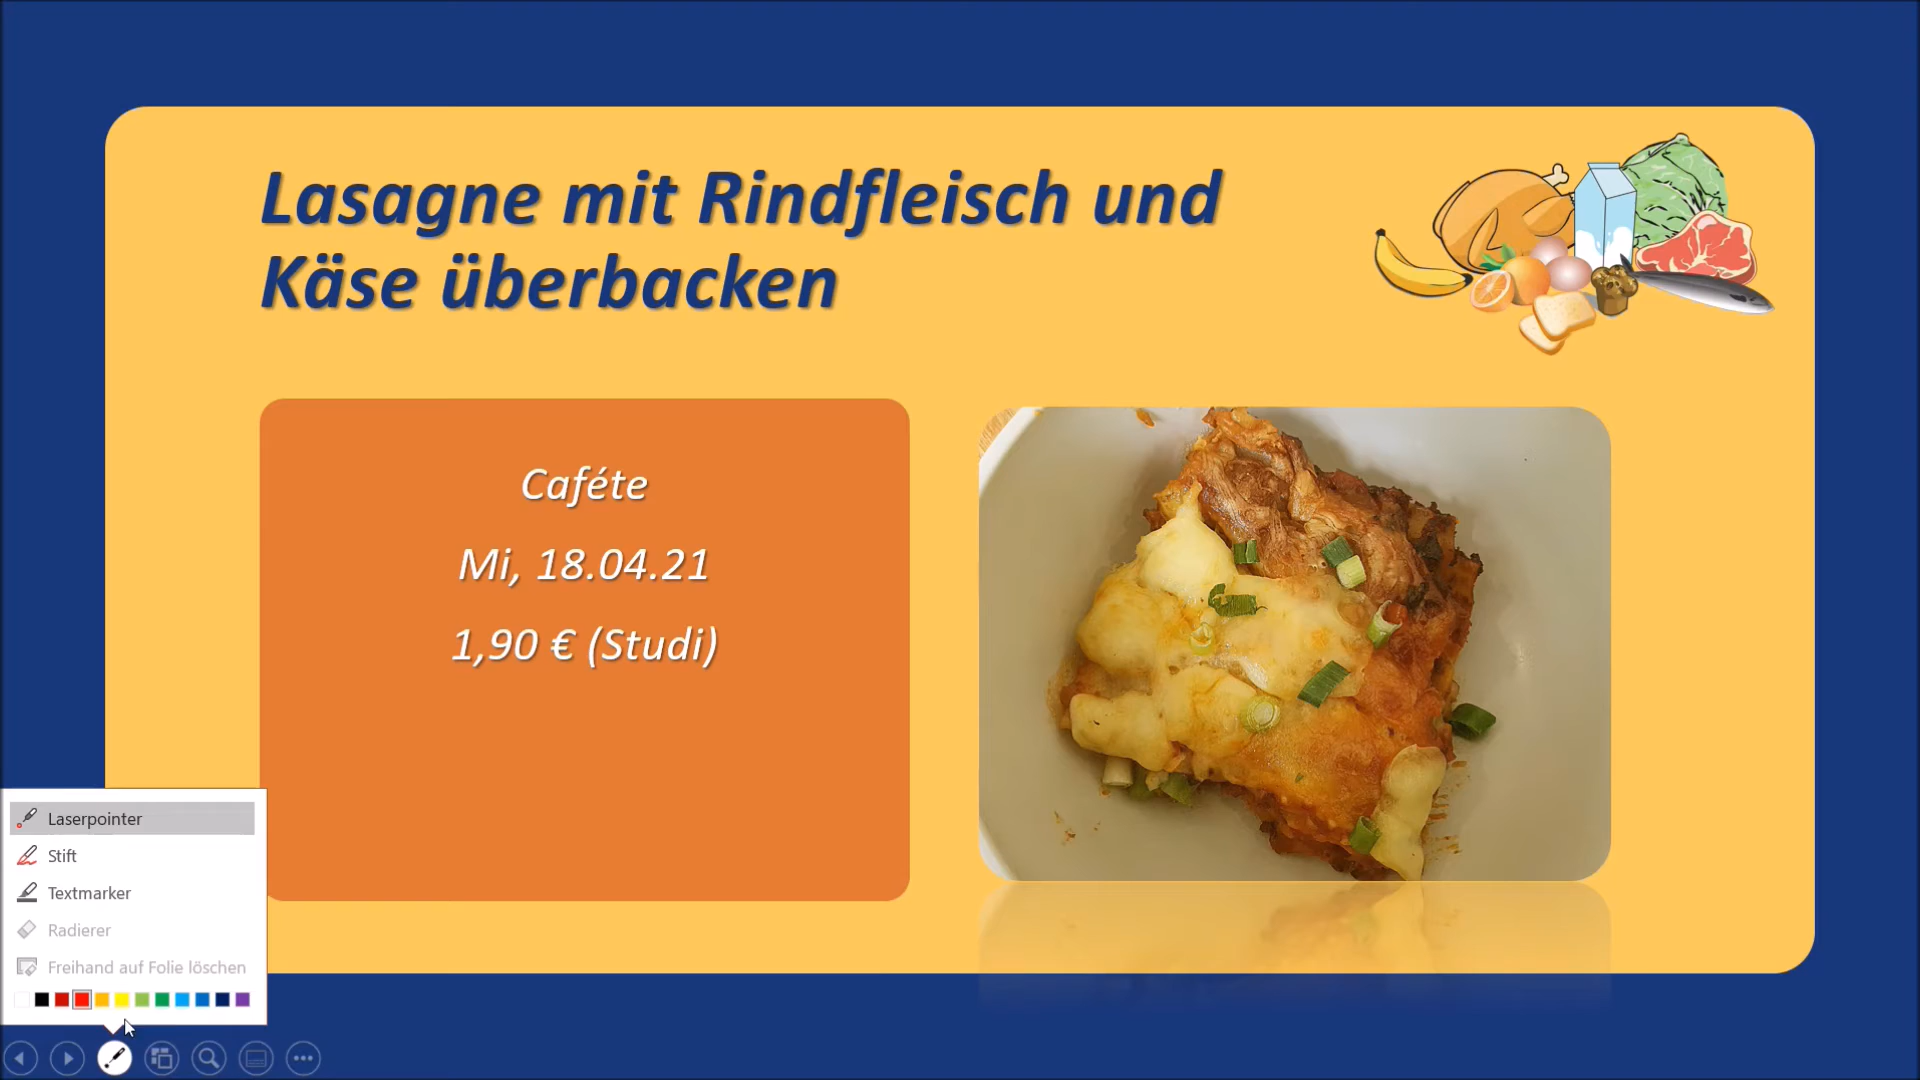 Lasagne mit Rindfleisch und
Käse überbacken
Caféte
Mi, 18.04.21
1,90 € (Studi)
Laserpointer
Stift
Textmarker
Radierer
Freihand auf Folie löschen